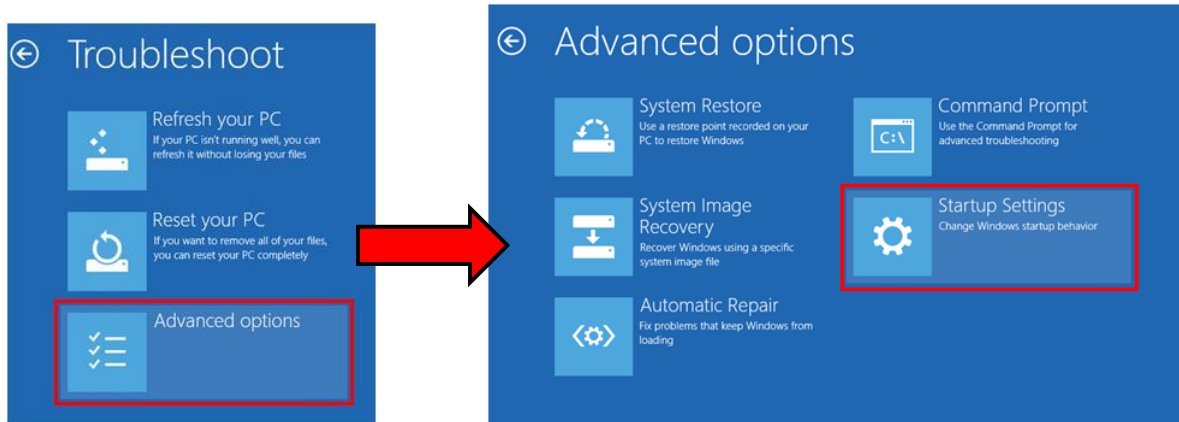 Troubleshoot
Refresh your PC
If your PC isn't running well, you can
refresh it without losing your files
Reset your PC
If you want to remove all of your files,
you can reset your PC completely
Advanced options
Advanced options
System Restore
Use a restore point recorded on your
PC to restore Windows
System Image
Recovery
Recover Windows using a specific
system image file
Automatic Repair
Fix problems that keep Windows from
loading
Command Prompt
Use the Command Prompt for
advanced troubleshooting
C:\
Startup Settings
Change Windows startup behavior